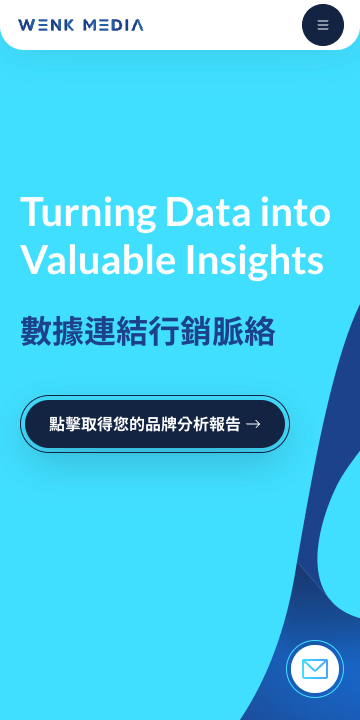 WENK MEDIA
Turning Data into
Valuable Insights
數據連結行銷脈絡
點擊取得您的品牌分析報告 →